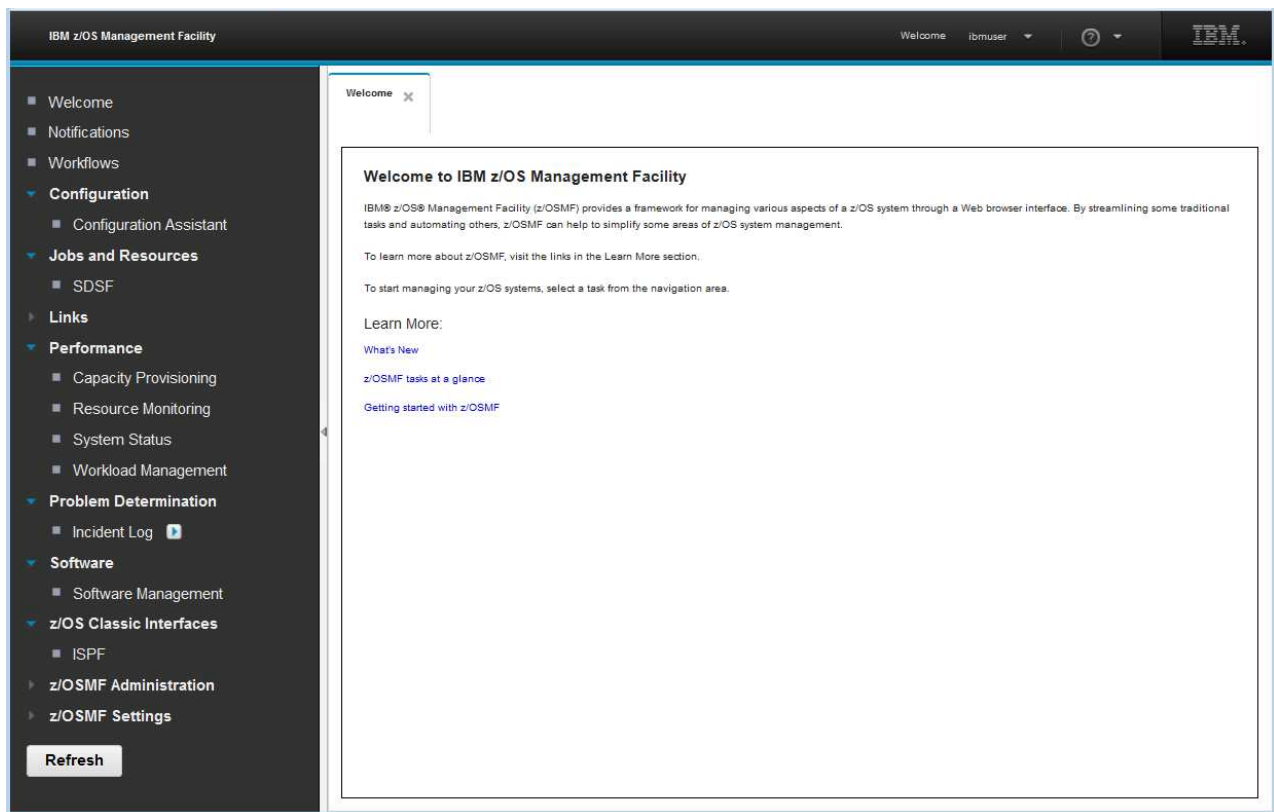 IBM z/OS Management Facility
Welcome ibmuser
IBM.
Welcome
Notifications
Workflows
Configuration
Configuration Assistant
Jobs and Resources
SDSF
Links
Performance
Capacity Provisioning
Resource Monitoring
System Status
Workload Management
Problem Determination
Incident Log
Software
Software Management
z/OS Classic Interfaces
ISPF
z/OSMF Administration
z/OSMF Settings
Refresh
Welcome
Welcome to IBM z/OS Management Facility
IBM® z/OS® Management Facility (z/OSMF) provides a framework for managing various aspects of a z/OS system through a Web browser interface. By streamlining some traditional
tasks and automating others, z/OSMF can help to simplify some areas of z/OS system management.
To learn more about z/OSMF, visit the links in the Learn More section.
To start managing your z/OS systems, select a task from the navigation area.
Learn More:
What's New
z/OSMF tasks at a glance
Getting started with z/OSMF